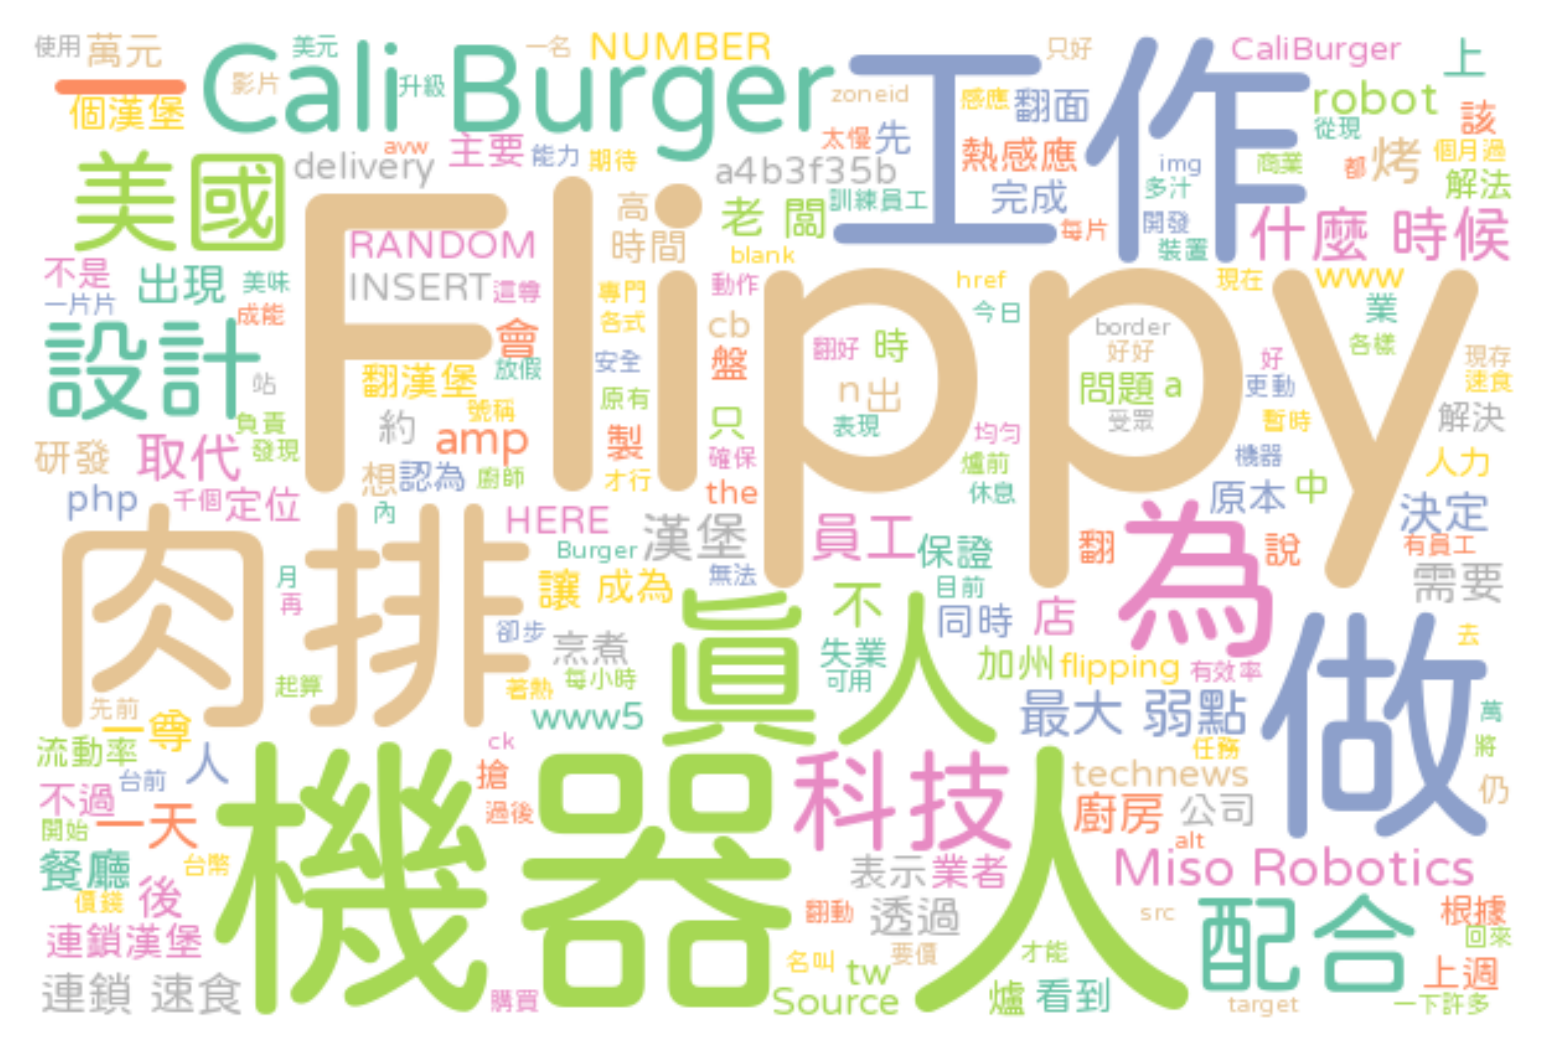 使用 萬元 美元 一名 NUMBER 只好 CaliBurger 上
一 Cali Burger 工作
影片 升級 zoneid 感應 翻面 robot 該
個漢堡 從現
avw 主要 能力 期待 太慢 先 熱感應 img 商業 都 烤 個月過
美國 delivery a4b3f35b 完成 多汁 解法
Flippy 高 老闆 訓練員工 每片 開發 什麼 時候
RANDOM 時間 blank 裝置
不是 出現 美味 INSERT 這尊 專門 動作 href 現在 www
一片片 成能 各式 cb 今日 border 業
設計 會 安全 盤 翻好 時 好好 好 各樣 現存
站 翻漢堡 放假 原有 n 出 問題 a 更動 速食
負責 約 號稱 只 表現 受眾 暫時 解決
研發 取代 發現 amp 製 確保 均勻 機器 人力
php 千個 定位 想 認為 廚師 才行 the 爐前 休息 原本 中 決定
肉排 內 HERE 漢堡 員工 保證 翻 為 說 有員工
月 再 Burger 讓 成為 無法 不 目前 需要
卻步 烹煮 真人 同時 店 做 去
起算 著熱 每小時 失業 可用 加州 flipping 有效率
先前 一尊 www5 最大 弱點 萬
流動率 台前 人 ck 任務 將
不過 機器人 搶 科技 technews 仍
開始 一天 過後 廚房 公司
餐廳 台幣 表示 業者 alt Miso Robotics
價錢 後 翻動 透過 src 配合 根據
連鎖漢堡 名叫 要價 才能 回來
連鎖 速食 購買 tw Source 爐 看到 target 上週 一下許多